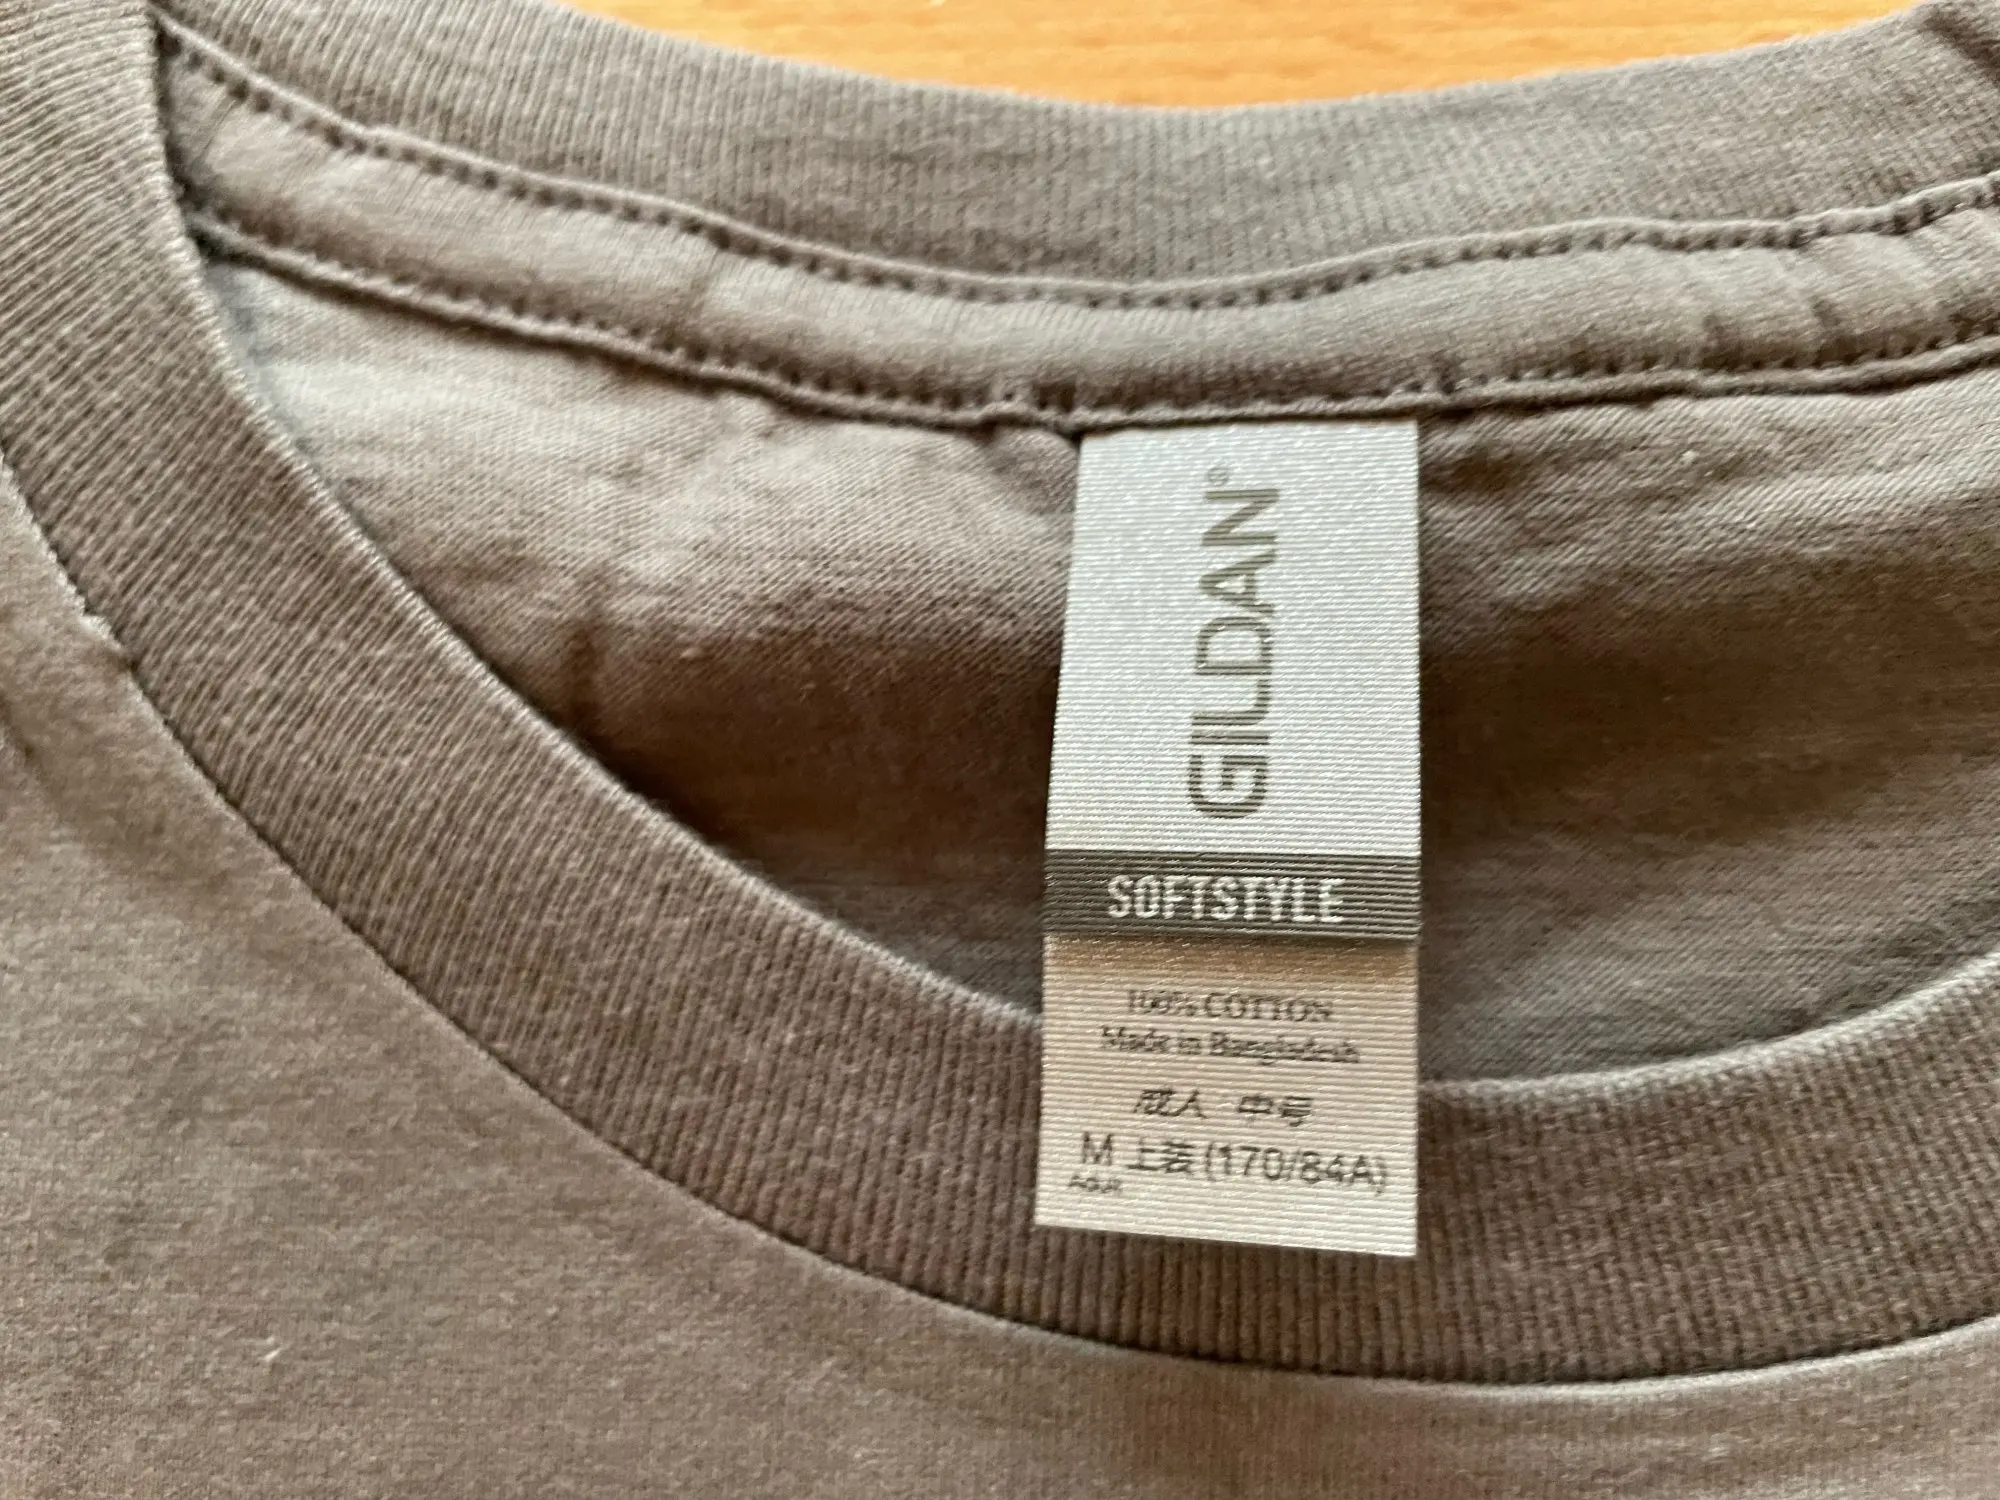 GILDAN®
SOFTSTYLE
100% COTTON
Made in Bangladesh
成人 中号
M 上装(170/84A)
Adult